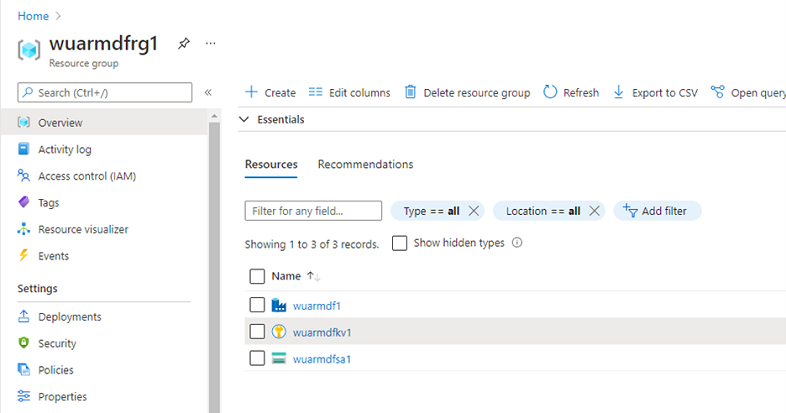 Home >
wuarmdfrg1
...
Resource group
Search (Ctrl+/)
«
Overview
Activity log
Access control (IAM)
Tags
Resource visualizer
Events
Settings
Deployments
Security
Policies
Properties
Create Edit columns Delete resource group Refresh Export to CSV Open query
Essentials
Resources Recommendations
Filter for any field... Type == all Location == all Add filter
Showing 1 to 3 of 3 records. Show hidden types
Name ↑↓
wuarmdf1
wuarmdfkv1
wuarmdfsa1